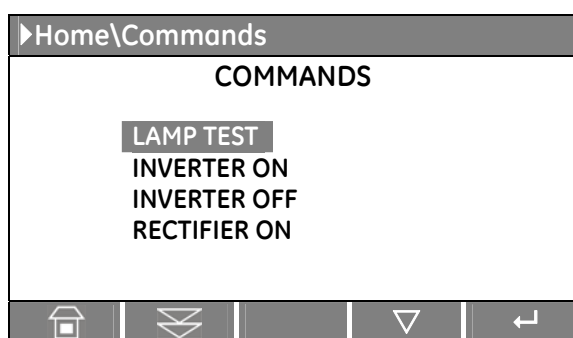 Home\Commands
COMMANDS
LAMP TEST
INVERTER ON
INVERTER OFF
RECTIFIER ON